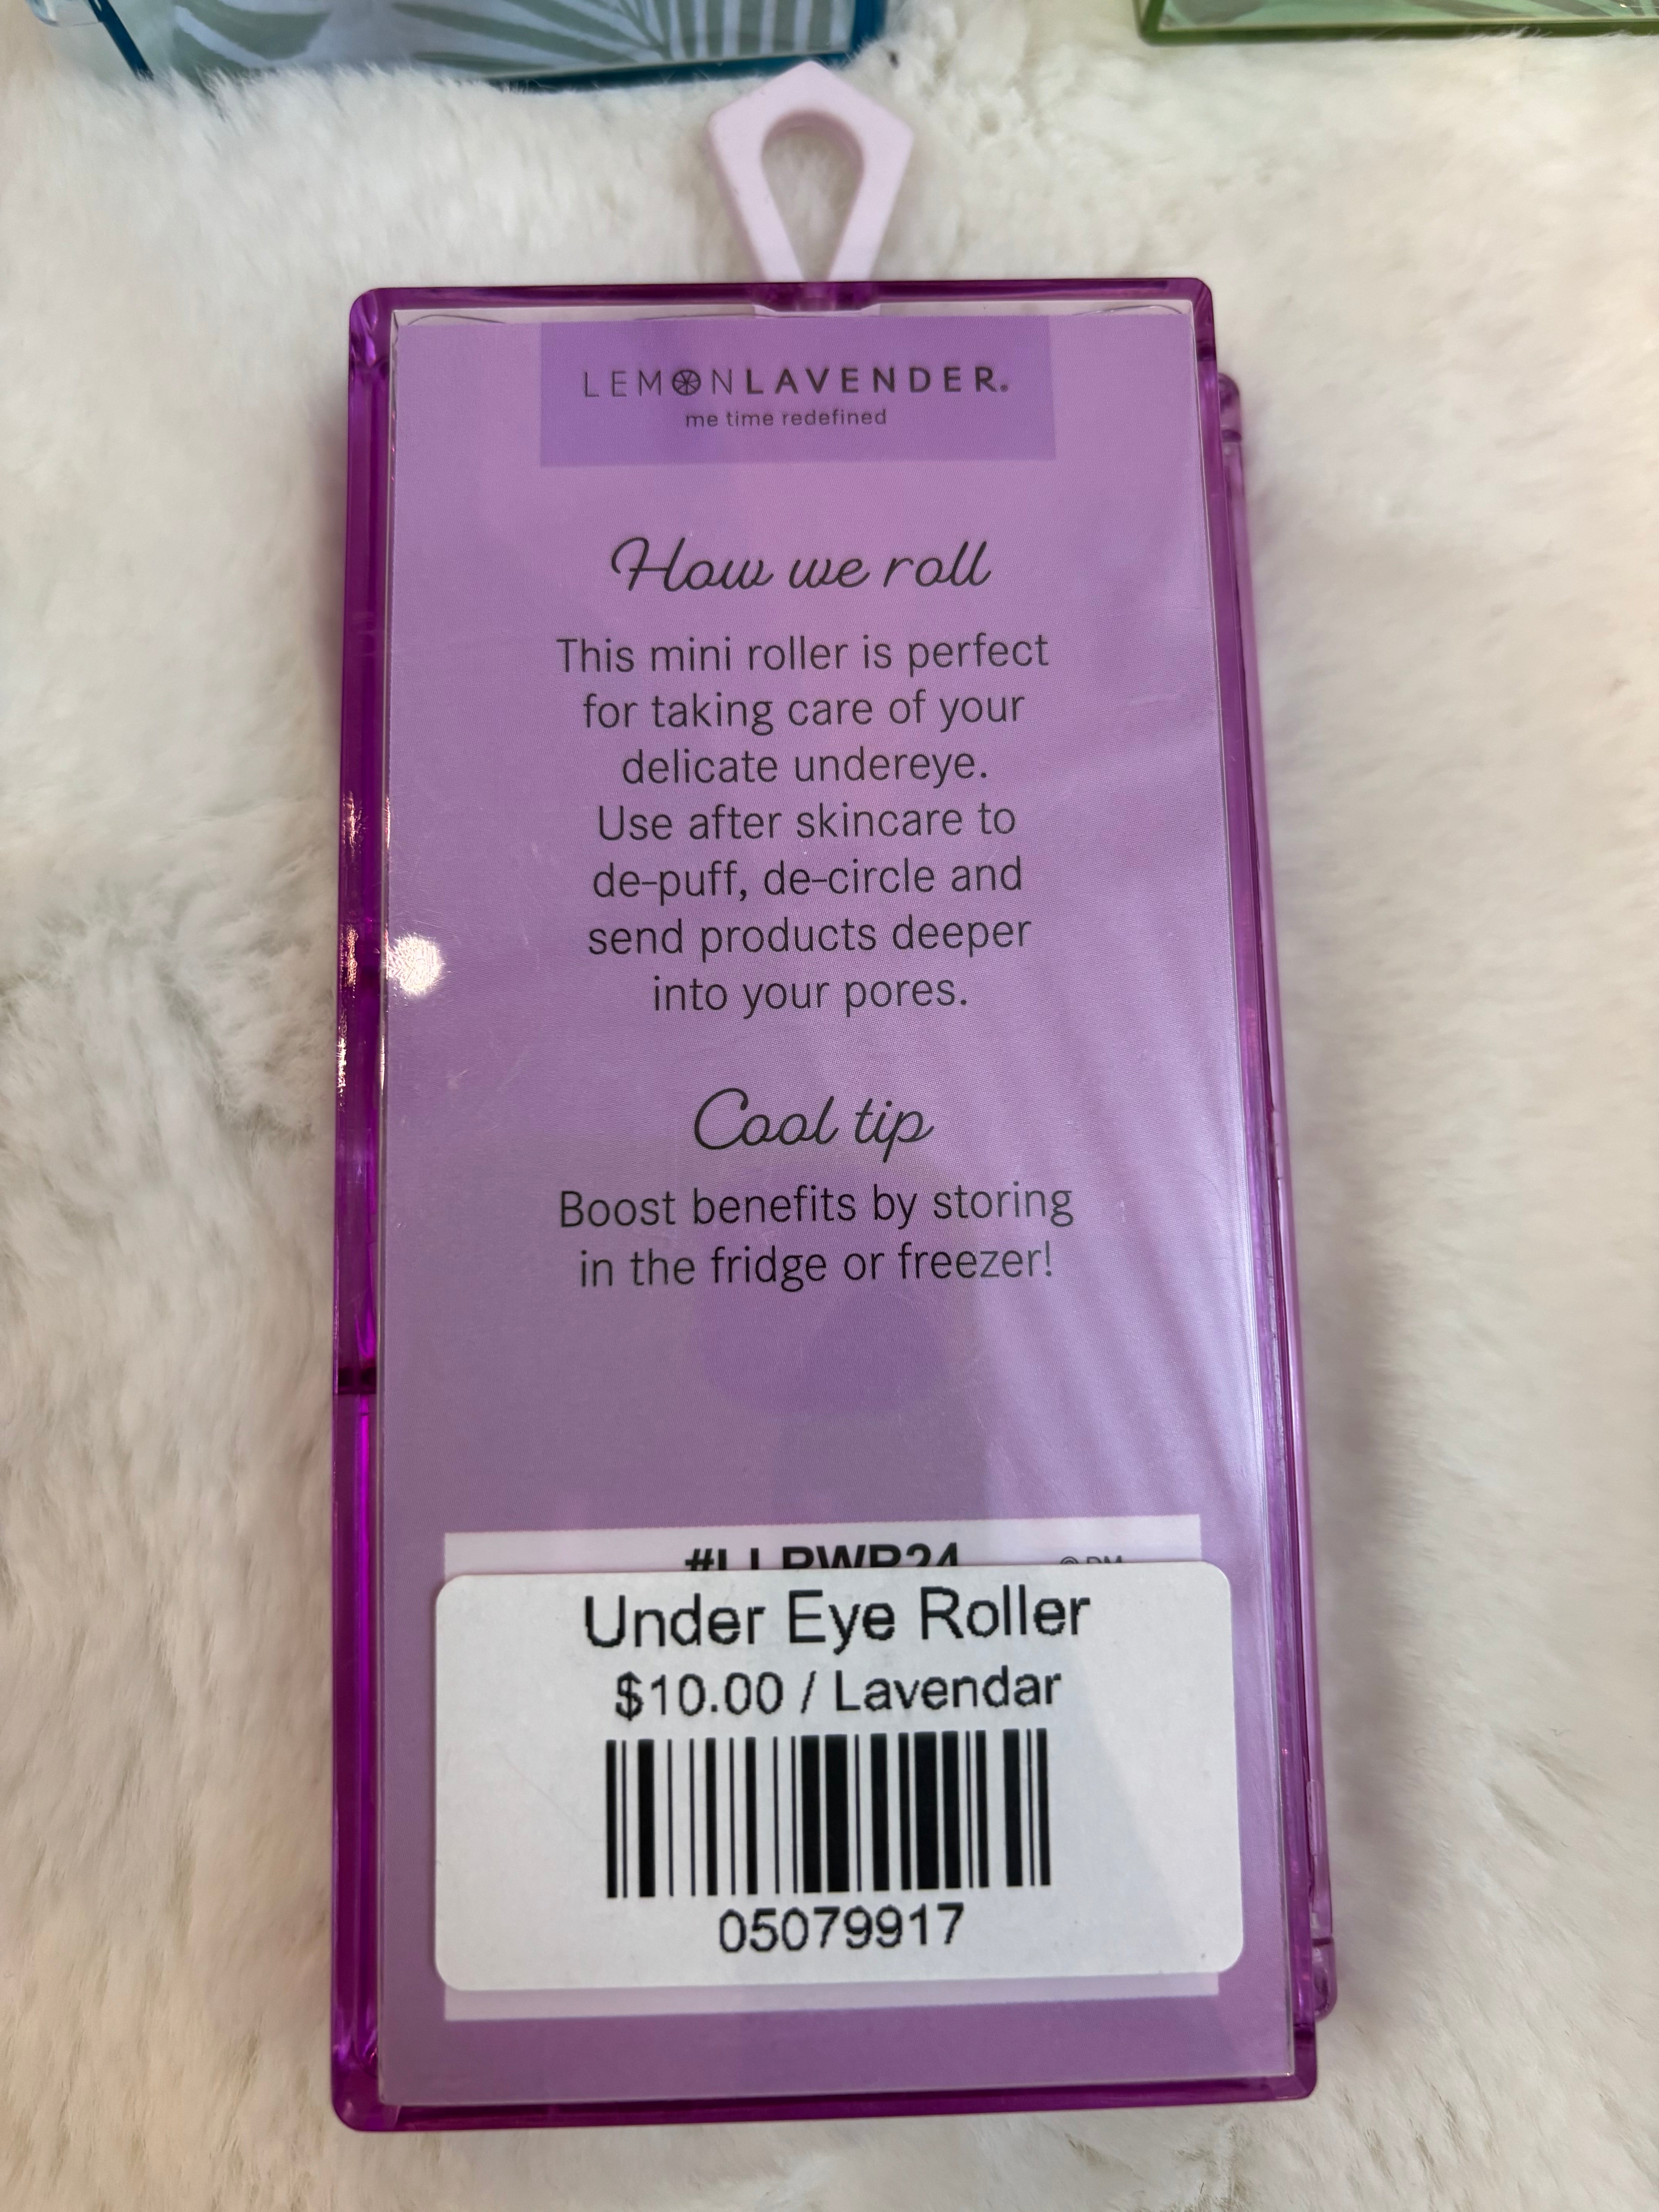 LEMONLAVENDER®
me time redefined
How we roll
This mini roller is perfect
for taking care of your
delicate undereye.
Use after skincare to
de-puff, de-circle and
send products deeper
into your pores.
Cool tip
Boost benefits by storing
in the fridge or freezer!
Under Eye Roller
$10.00 / Lavendar
05079917